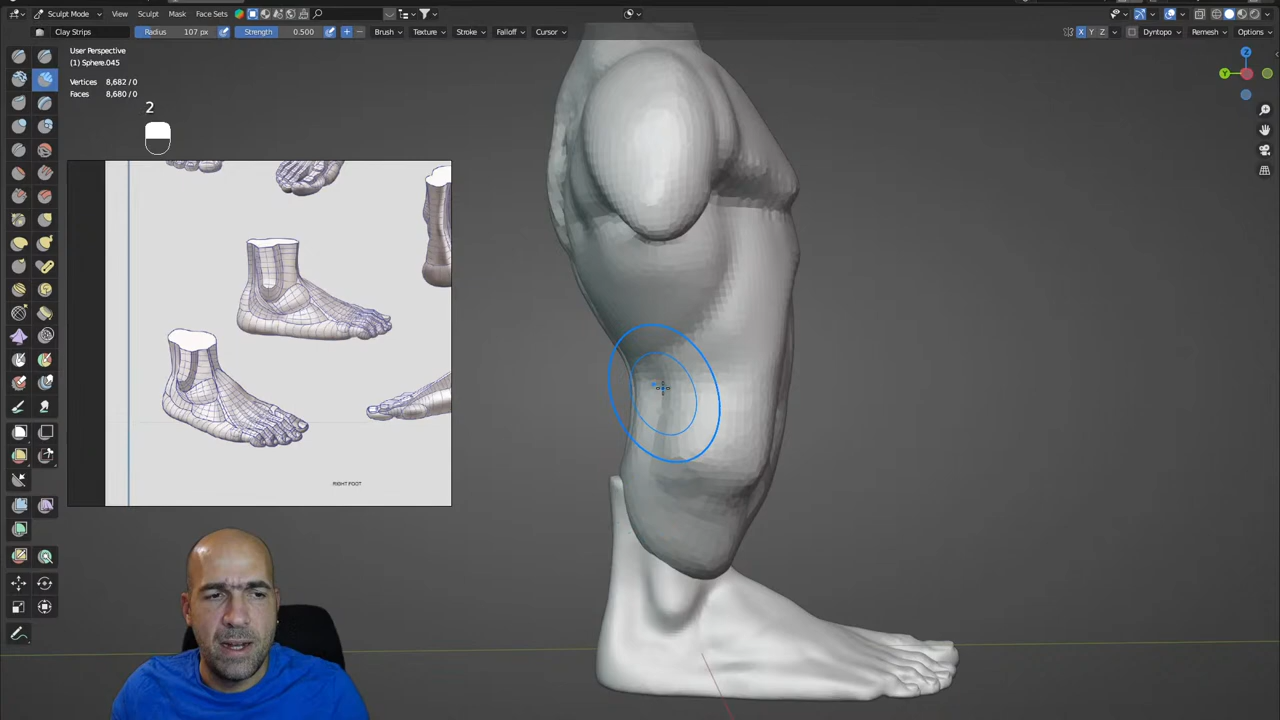 Sculpt Mode View Sculpt Mask Face Sets
X Y Z Dyntopo Remesh Options
Clay Strips Radius 107 px Strength 0.500 Brush Texture Stroke Falloff Cursor
User Perspective
(1) Sphere.045
Vertices 8,682 / 0
Faces 8,680 / 0
2
Z
Y
RIGHT FOOT